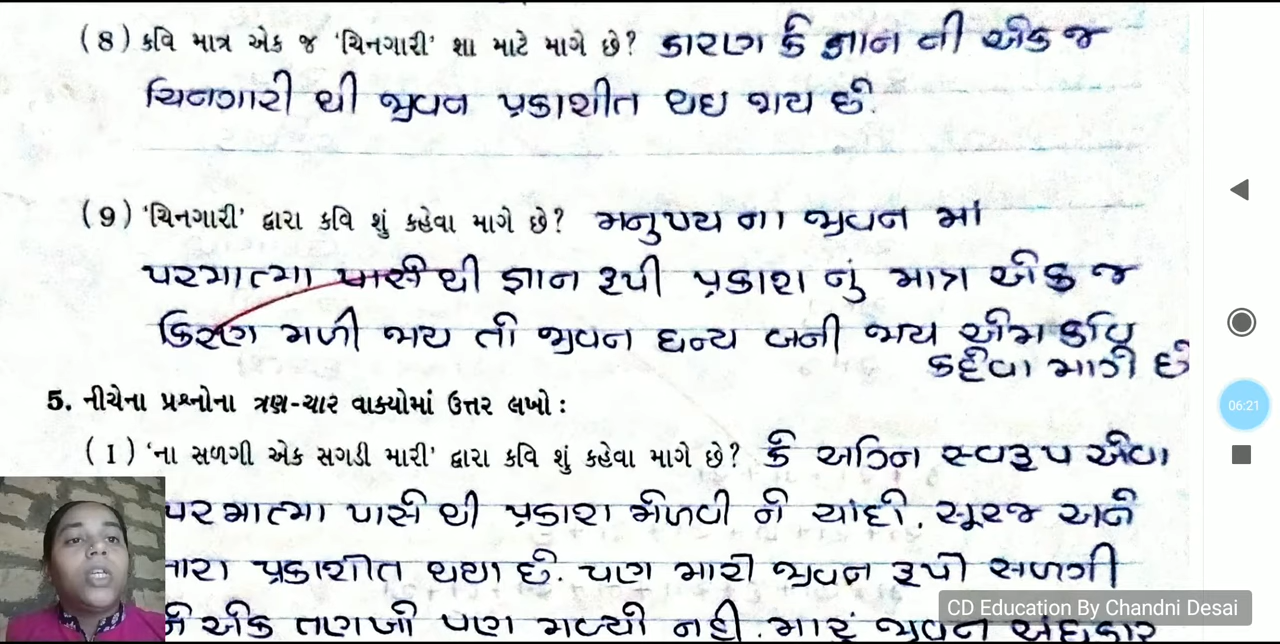 (8) કવિ માત્ર એક જ 'ચિનગારી' શા માટે માગે છે? કારણ કે જ્ઞાન ની એક જ
ચિનગારી થી જીવન પ્રકાશીત થઇ જાય છે.
(9) 'ચિનગારી' દ્વારા કવિ શું કહેવા માગે છે? મનુષ્ય ના જીવન માં
પરમાત્મા પાસે થી જ્ઞાન રૂપી પ્રકાશ નું માત્ર એક જ
કિરણ મળી જાય તો જીવન ધન્ય બની જાય એમ કવિ
કહેવા માગે છે
5. નીચેના પ્રશ્નોના ત્રણ-ચાર વાક્યોમાં ઉત્તર લખો :
(1) 'ના સળગી એક સગડી મારી' દ્વારા કવિ શું કહેવા માગે છે? કે અગ્નિ સ્વરૂપ એવા
પરમાત્મા પાસે થી પ્રકાશ મેળવી ને ચાંદો, સૂરજ અને
તારા પ્રકાશીત થયા છે. પણ મારી જીવન રૂપી સળગી
ને એક તણખો પણ મળ્યો નહી. મારું જીવન અંધકાર
06:21
CD Education By Chandni Desai